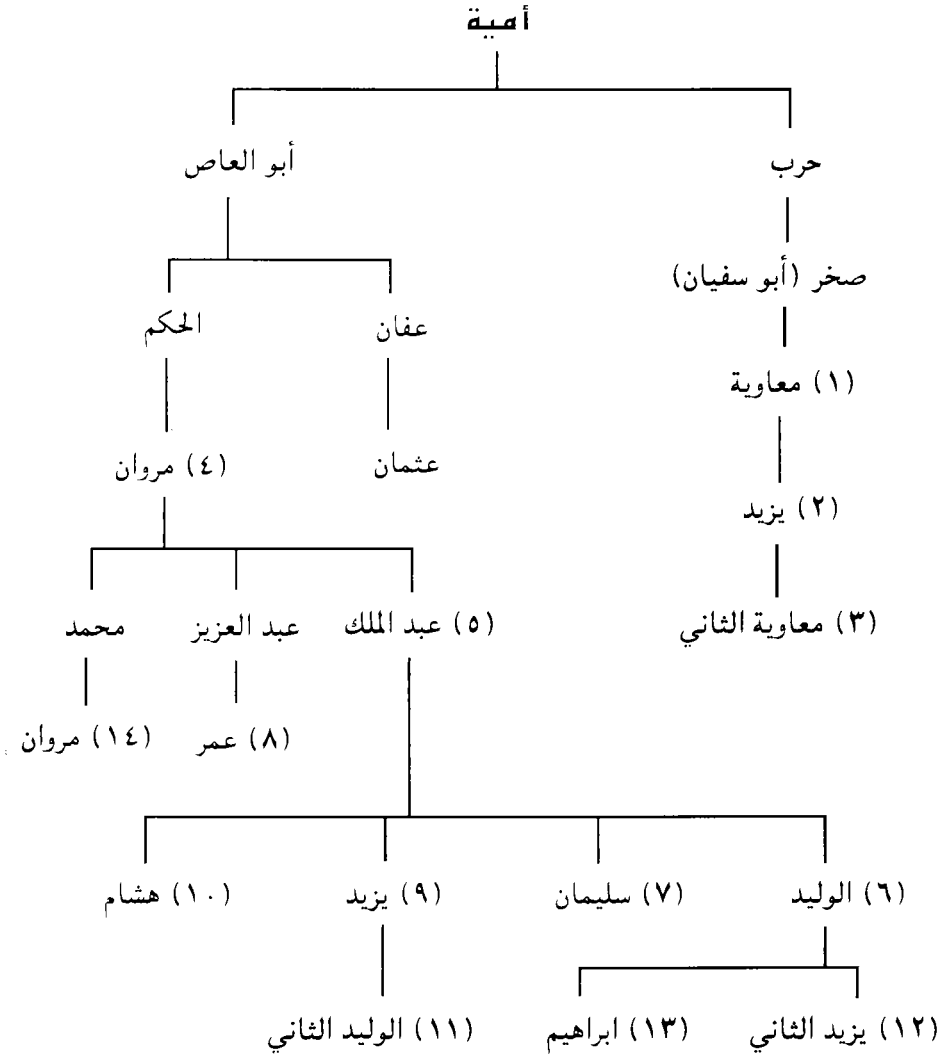 أمية
حرب
أبو العاص
صخر (أبو سفيان)
عفان
الحكم
(١) معاوية
عثمان
(٤) مروان
(٢) يزيد
(٣) معاوية الثاني
(٥) عبد الملك
عبد العزيز
محمد
(٨) عمر
(١٤) مروان
(٦) الوليد
(٧) سليمان
(٩) يزيد
(١٠) هشام
(١٢) يزيد الثاني
(١٣) ابراهيم
(١١) الوليد الثاني